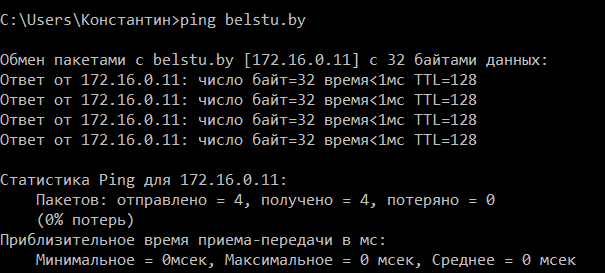 C:\Users\Константин>ping belstu.by
Обмен пакетами с belstu.by [172.16.0.11] с 32 байтами данных:
Ответ от 172.16.0.11: число байт=32 время<1мс TTL=128
Ответ от 172.16.0.11: число байт=32 время<1мс TTL=128
Ответ от 172.16.0.11: число байт=32 время<1мс TTL=128
Ответ от 172.16.0.11: число байт=32 время<1мс TTL=128
Статистика Ping для 172.16.0.11:
Пакетов: отправлено = 4, получено = 4, потеряно = 0
(0% потерь)
Приблизительное время приема-передачи в мс:
Минимальное = 0мсек, Максимальное = 0 мсек, Среднее = 0 мсек